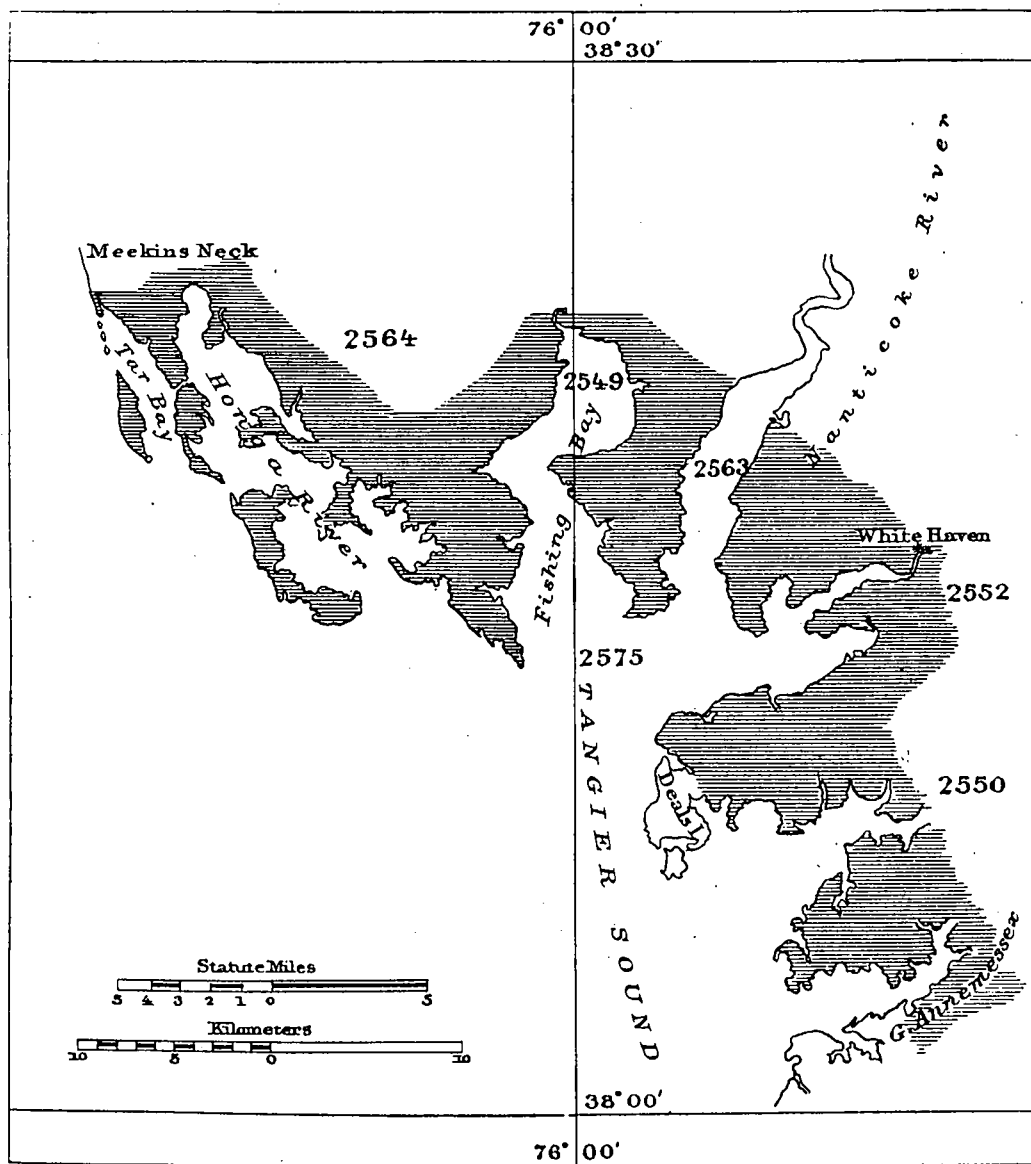 76° 00'
38° 30'
Nanticoke River
Meekins Neck
2564
Tar Bay
Honga River
2549
Fishing Bay
2563
White Haven
2552
2575
TANGIER SOUND
2550
Deals I.
G. Annemessex
Statute Miles
5 4 3 2 1 0 5
Kilometers
10 5 0 10
38° 00'
76° 00'